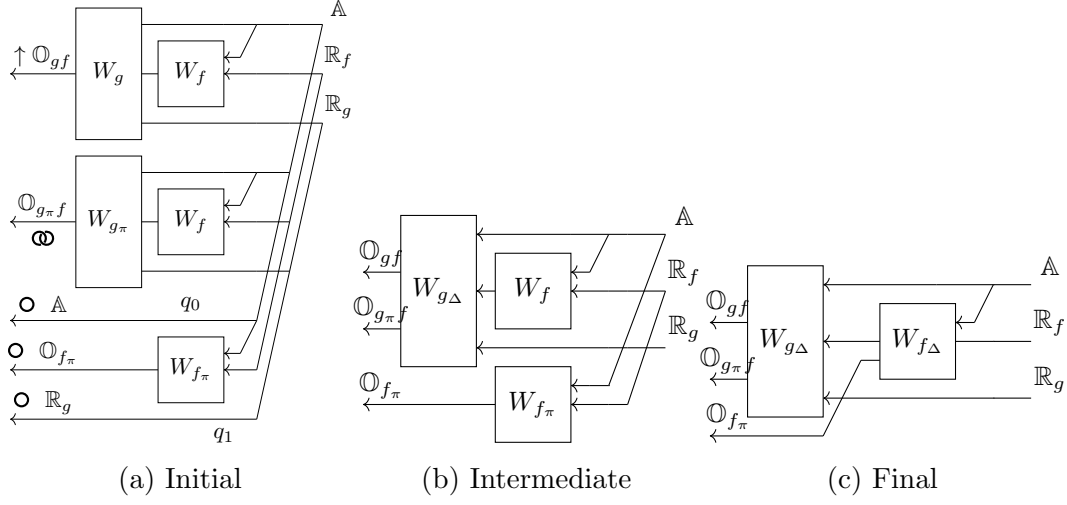 𝔸
↑ 𝕆_{gf} W_g W_f ℝ_f
ℝ_g
𝕆_{g_π f} W_{g_π} W_f
𝔸 q_0
𝕆_{f_π} W_{f_π}
ℝ_g
q_1
(a) Initial
𝔸
𝕆_{gf} W_{g_Δ} W_f ℝ_f
𝕆_{g_π f} ℝ_g
𝕆_{f_π} W_{f_π}
(b) Intermediate
𝔸
𝕆_{gf} W_{g_Δ} W_{f_Δ} ℝ_f
𝕆_{g_π f} ℝ_g
𝕆_{f_π}
(c) Final